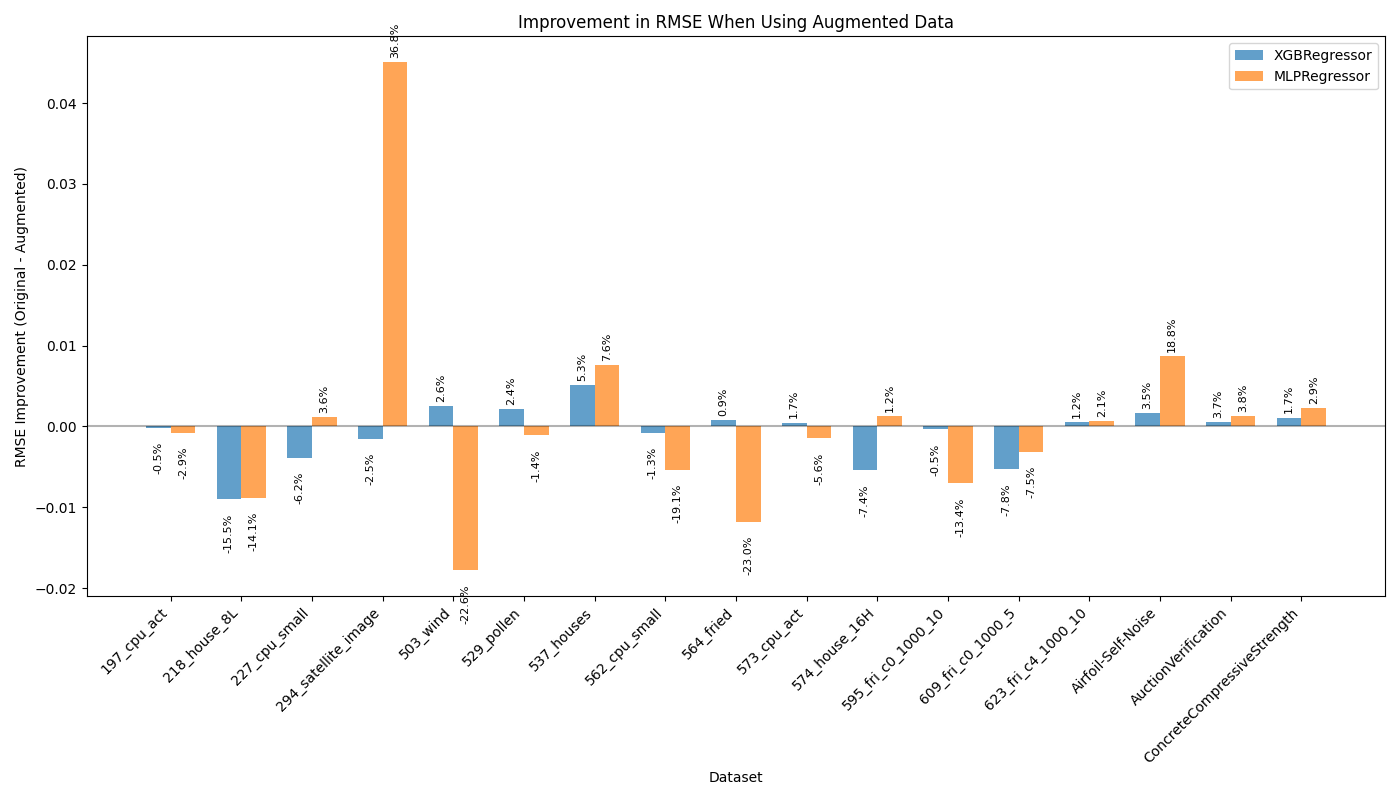 Improvement in RMSE When Using Augmented Data
XGBRegressor
MLPRegressor
RMSE Improvement (Original - Augmented)
0.04
0.03
0.02
0.01
0.00
−0.01
−0.02
-0.5%
-2.9%
-15.5%
-14.1%
-6.2%
3.6%
-2.5%
36.8%
2.6%
-22.6%
2.4%
-1.4%
5.3%
7.6%
-1.3%
-19.1%
0.9%
-23.0%
1.7%
-5.6%
-7.4%
1.2%
-0.5%
-13.4%
-7.8%
-7.5%
1.2%
2.1%
3.5%
18.8%
3.7%
3.8%
1.7%
2.9%
197_cpu_act
218_house_8L
227_cpu_small
294_satellite_image
503_wind
529_pollen
537_houses
562_cpu_small
564_fried
573_cpu_act
574_house_16H
595_fri_c0_1000_10
609_fri_c0_1000_5
623_fri_c4_1000_10
Airfoil-Self-Noise
AuctionVerification
ConcreteCompressiveStrength
Dataset